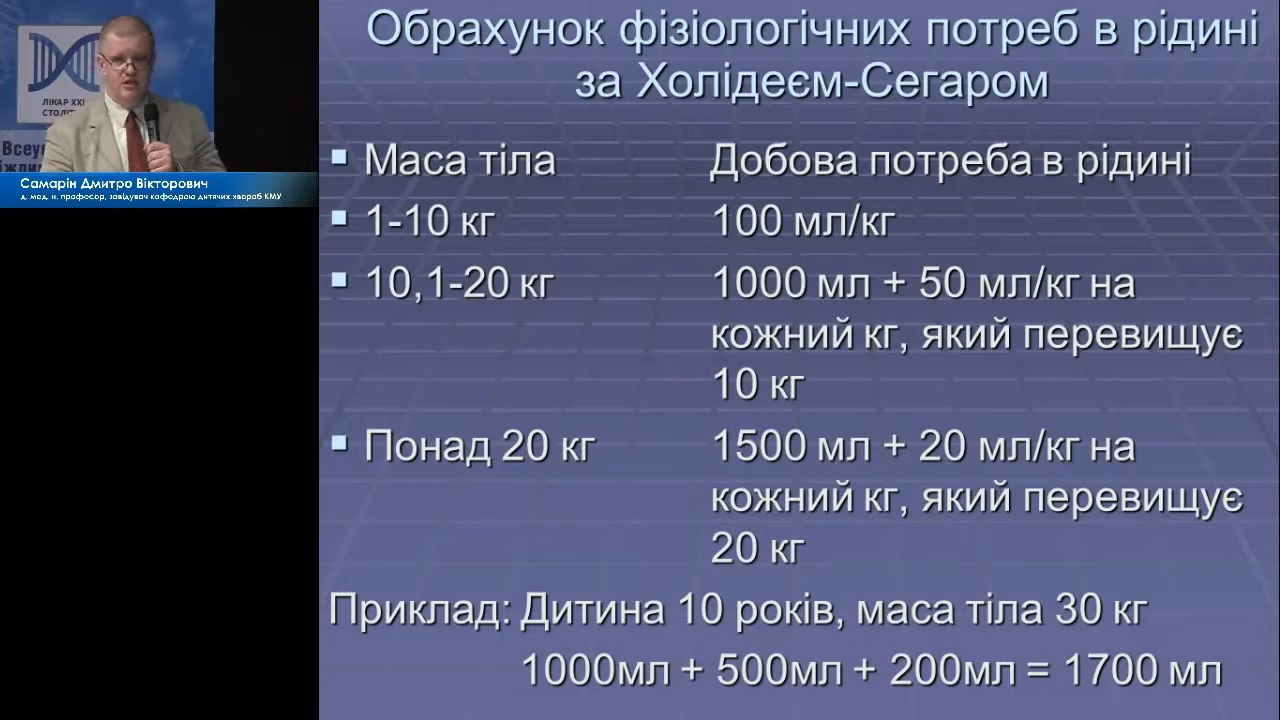 ЛІКАР ХХІ
СТОЛІТ
Всеу
Самарін Дмитро Вікторович
д. мед. н, професор, завідувач кафедрою дитячих хвороб КМУ
Обрахунок фізіологічних потреб в рідині
за Холідеєм-Сегаром
Маса тіла Добова потреба в рідині
1-10 кг 100 мл/кг
10,1-20 кг 1000 мл + 50 мл/кг на
кожний кг, який перевищує
10 кг
Понад 20 кг 1500 мл + 20 мл/кг на
кожний кг, який перевищує
20 кг
Приклад: Дитина 10 років, маса тіла 30 кг
1000мл + 500мл + 200мл = 1700 мл